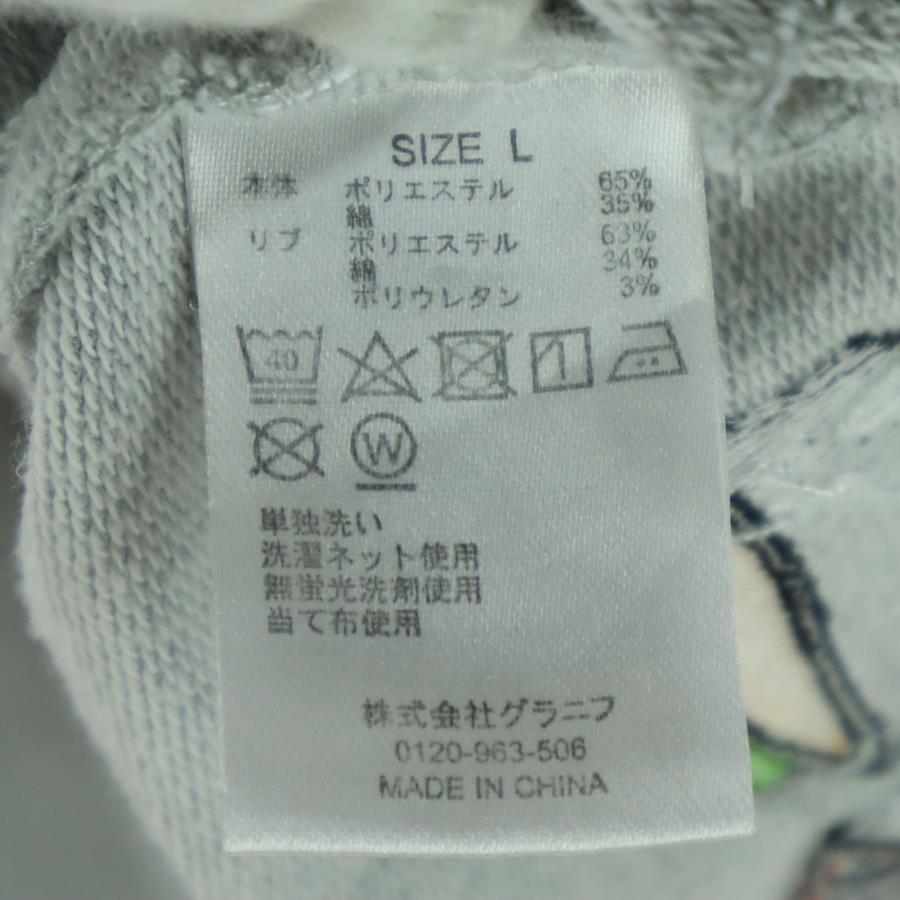 SIZE L
本体 ポリエステル 65%
綿 35%
リブ ポリエステル 63%
綿 34%
ポリウレタン 3%
40
W
単独洗い
洗濯ネット使用
無蛍光洗剤使用
当て布使用
株式会社グラニフ
0120-963-506
MADE IN CHINA